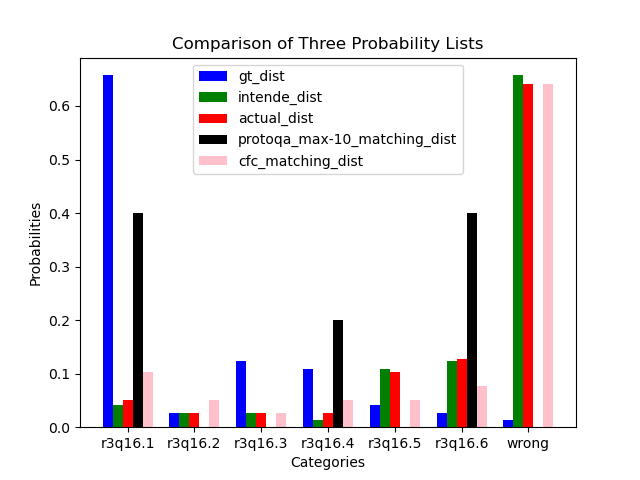 Comparison of Three Probability Lists
gt_dist
intende_dist
actual_dist
protoqa_max-10_matching_dist
cfc_matching_dist
Probabilities
0.6
0.5
0.4
0.3
0.2
0.1
0.0
r3q16.1 r3q16.2 r3q16.3 r3q16.4 r3q16.5 r3q16.6 wrong
Categories